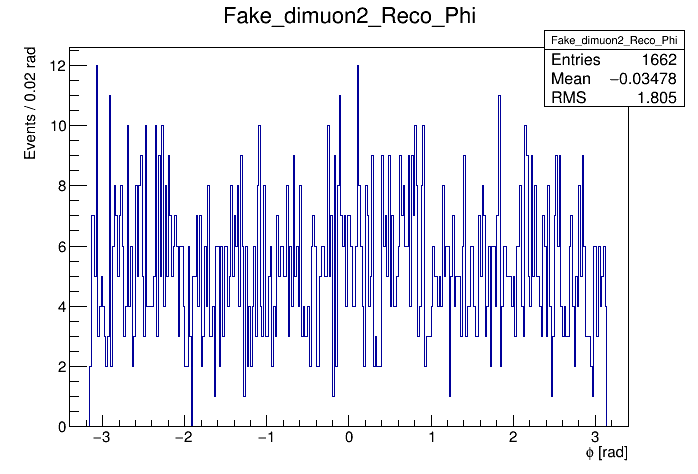 Fake_dimuon2_Reco_Phi
Fake_dimuon2_Reco_Phi
Entries 1662
Mean −0.03478
RMS 1.805
Events / 0.02 rad
12
10
8
6
4
2
0
−3 −2 −1 0 1 2 3
ϕ [rad]